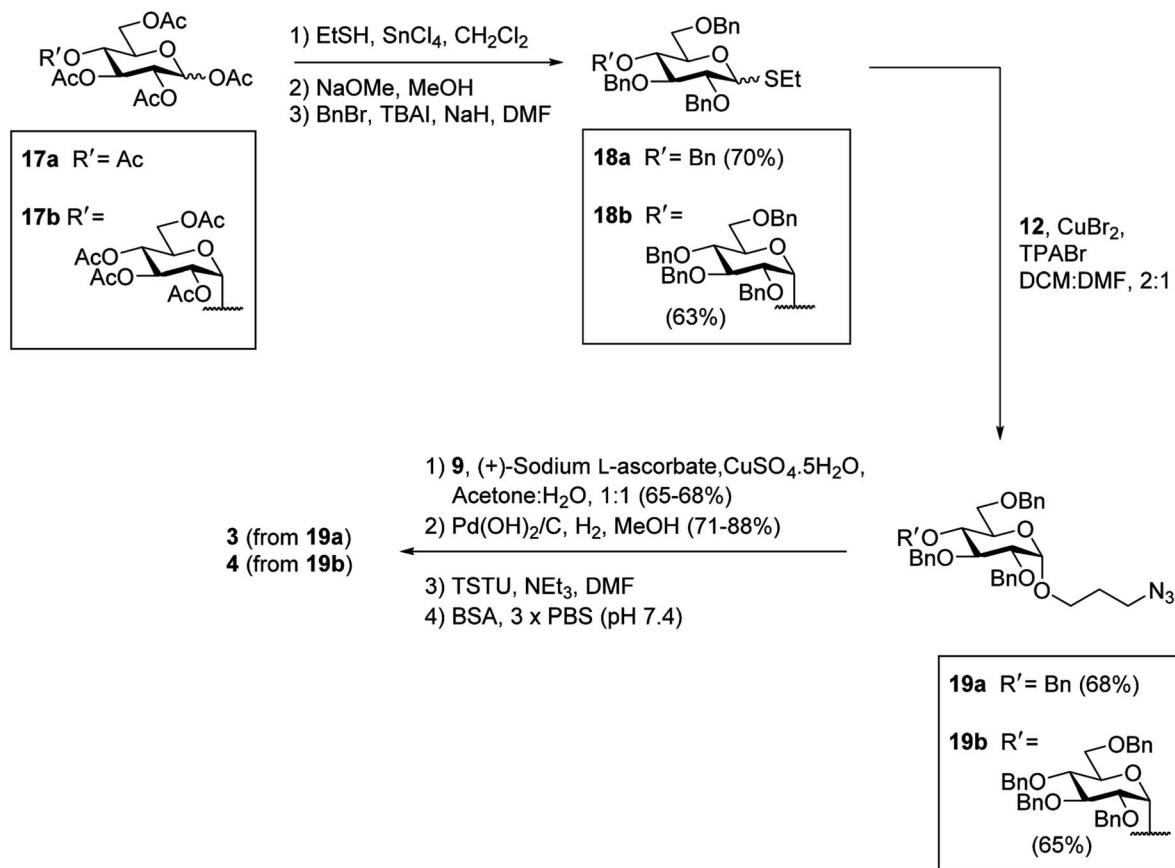 OAc
R'O
AcO
AcO
OAc
1) EtSH, SnCl4, CH2Cl2
2) NaOMe, MeOH
3) BnBr, TBAI, NaH, DMF
OBn
R'O
BnO
BnO
SEt
17a R' = Ac
17b R' =
OAc
AcO
AcO
AcO
18a R' = Bn (70%)
18b R' =
OBn
BnO
BnO
BnO
(63%)
12, CuBr2,
TPABr
DCM:DMF, 2:1
1) 9, (+)-Sodium L-ascorbate,CuSO4.5H2O,
Acetone:H2O, 1:1 (65-68%)
2) Pd(OH)2/C, H2, MeOH (71-88%)
3 (from 19a)
4 (from 19b)
3) TSTU, NEt3, DMF
4) BSA, 3 x PBS (pH 7.4)
OBn
R'O
BnO
BnO
O
N3
19a R' = Bn (68%)
19b R' =
OBn
BnO
BnO
BnO
(65%)